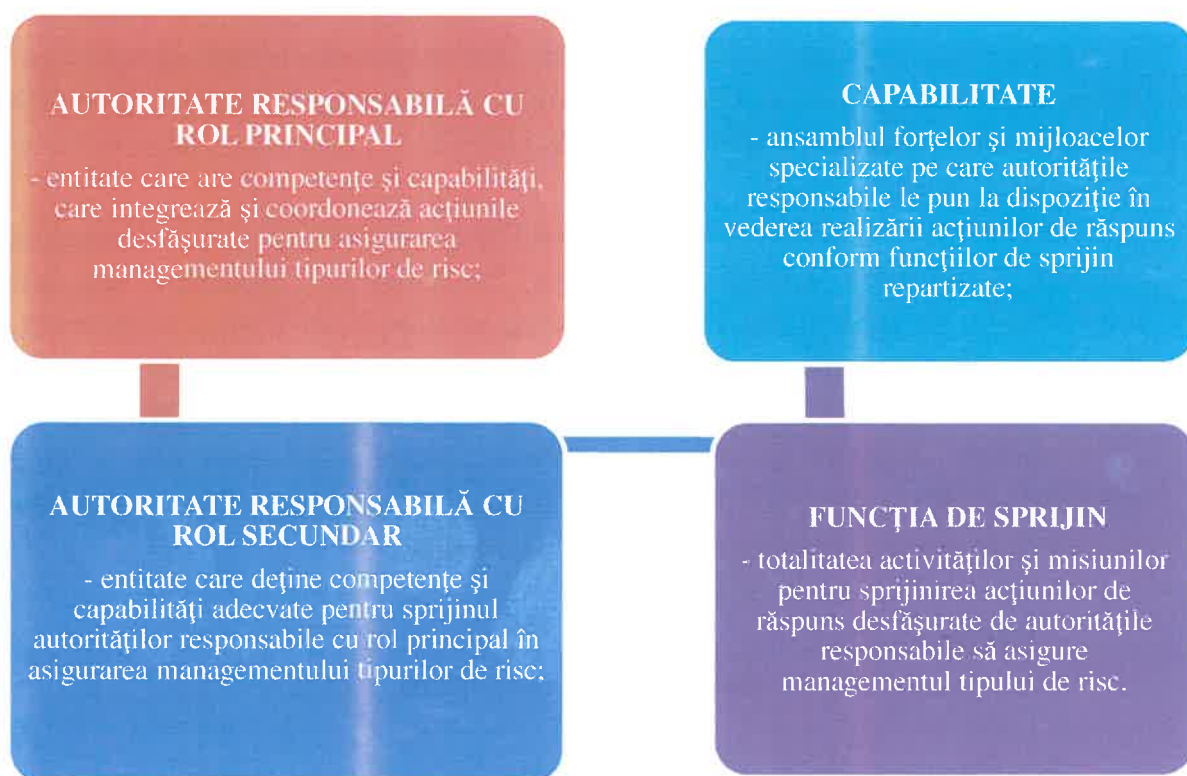 AUTORITATE RESPONSABILĂ CU
ROL PRINCIPAL
- entitate care are competenţe şi capabilităţi,
care integrează şi coordonează acţiunile
desfăşurate pentru asigurarea
managementului tipurilor de risc;
CAPABILITATE
- ansamblul forţelor şi mijloacelor
specializate pe care autorităţile
responsabile le pun la dispoziţie în
vederea realizării acţiunilor de răspuns
conform funcţiilor de sprijin
repartizate;
AUTORITATE RESPONSABILĂ CU
ROL SECUNDAR
- entitate care deţine competenţe şi
capabilităţi adecvate pentru sprijinul
autorităţilor responsabile cu rol principal în
asigurarea managementului tipurilor de risc;
FUNCŢIA DE SPRIJIN
- totalitatea activităţilor şi misiunilor
pentru sprijinirea acţiunilor de
răspuns desfăşurate de autorităţile
responsabile să asigure
managementul tipului de risc.